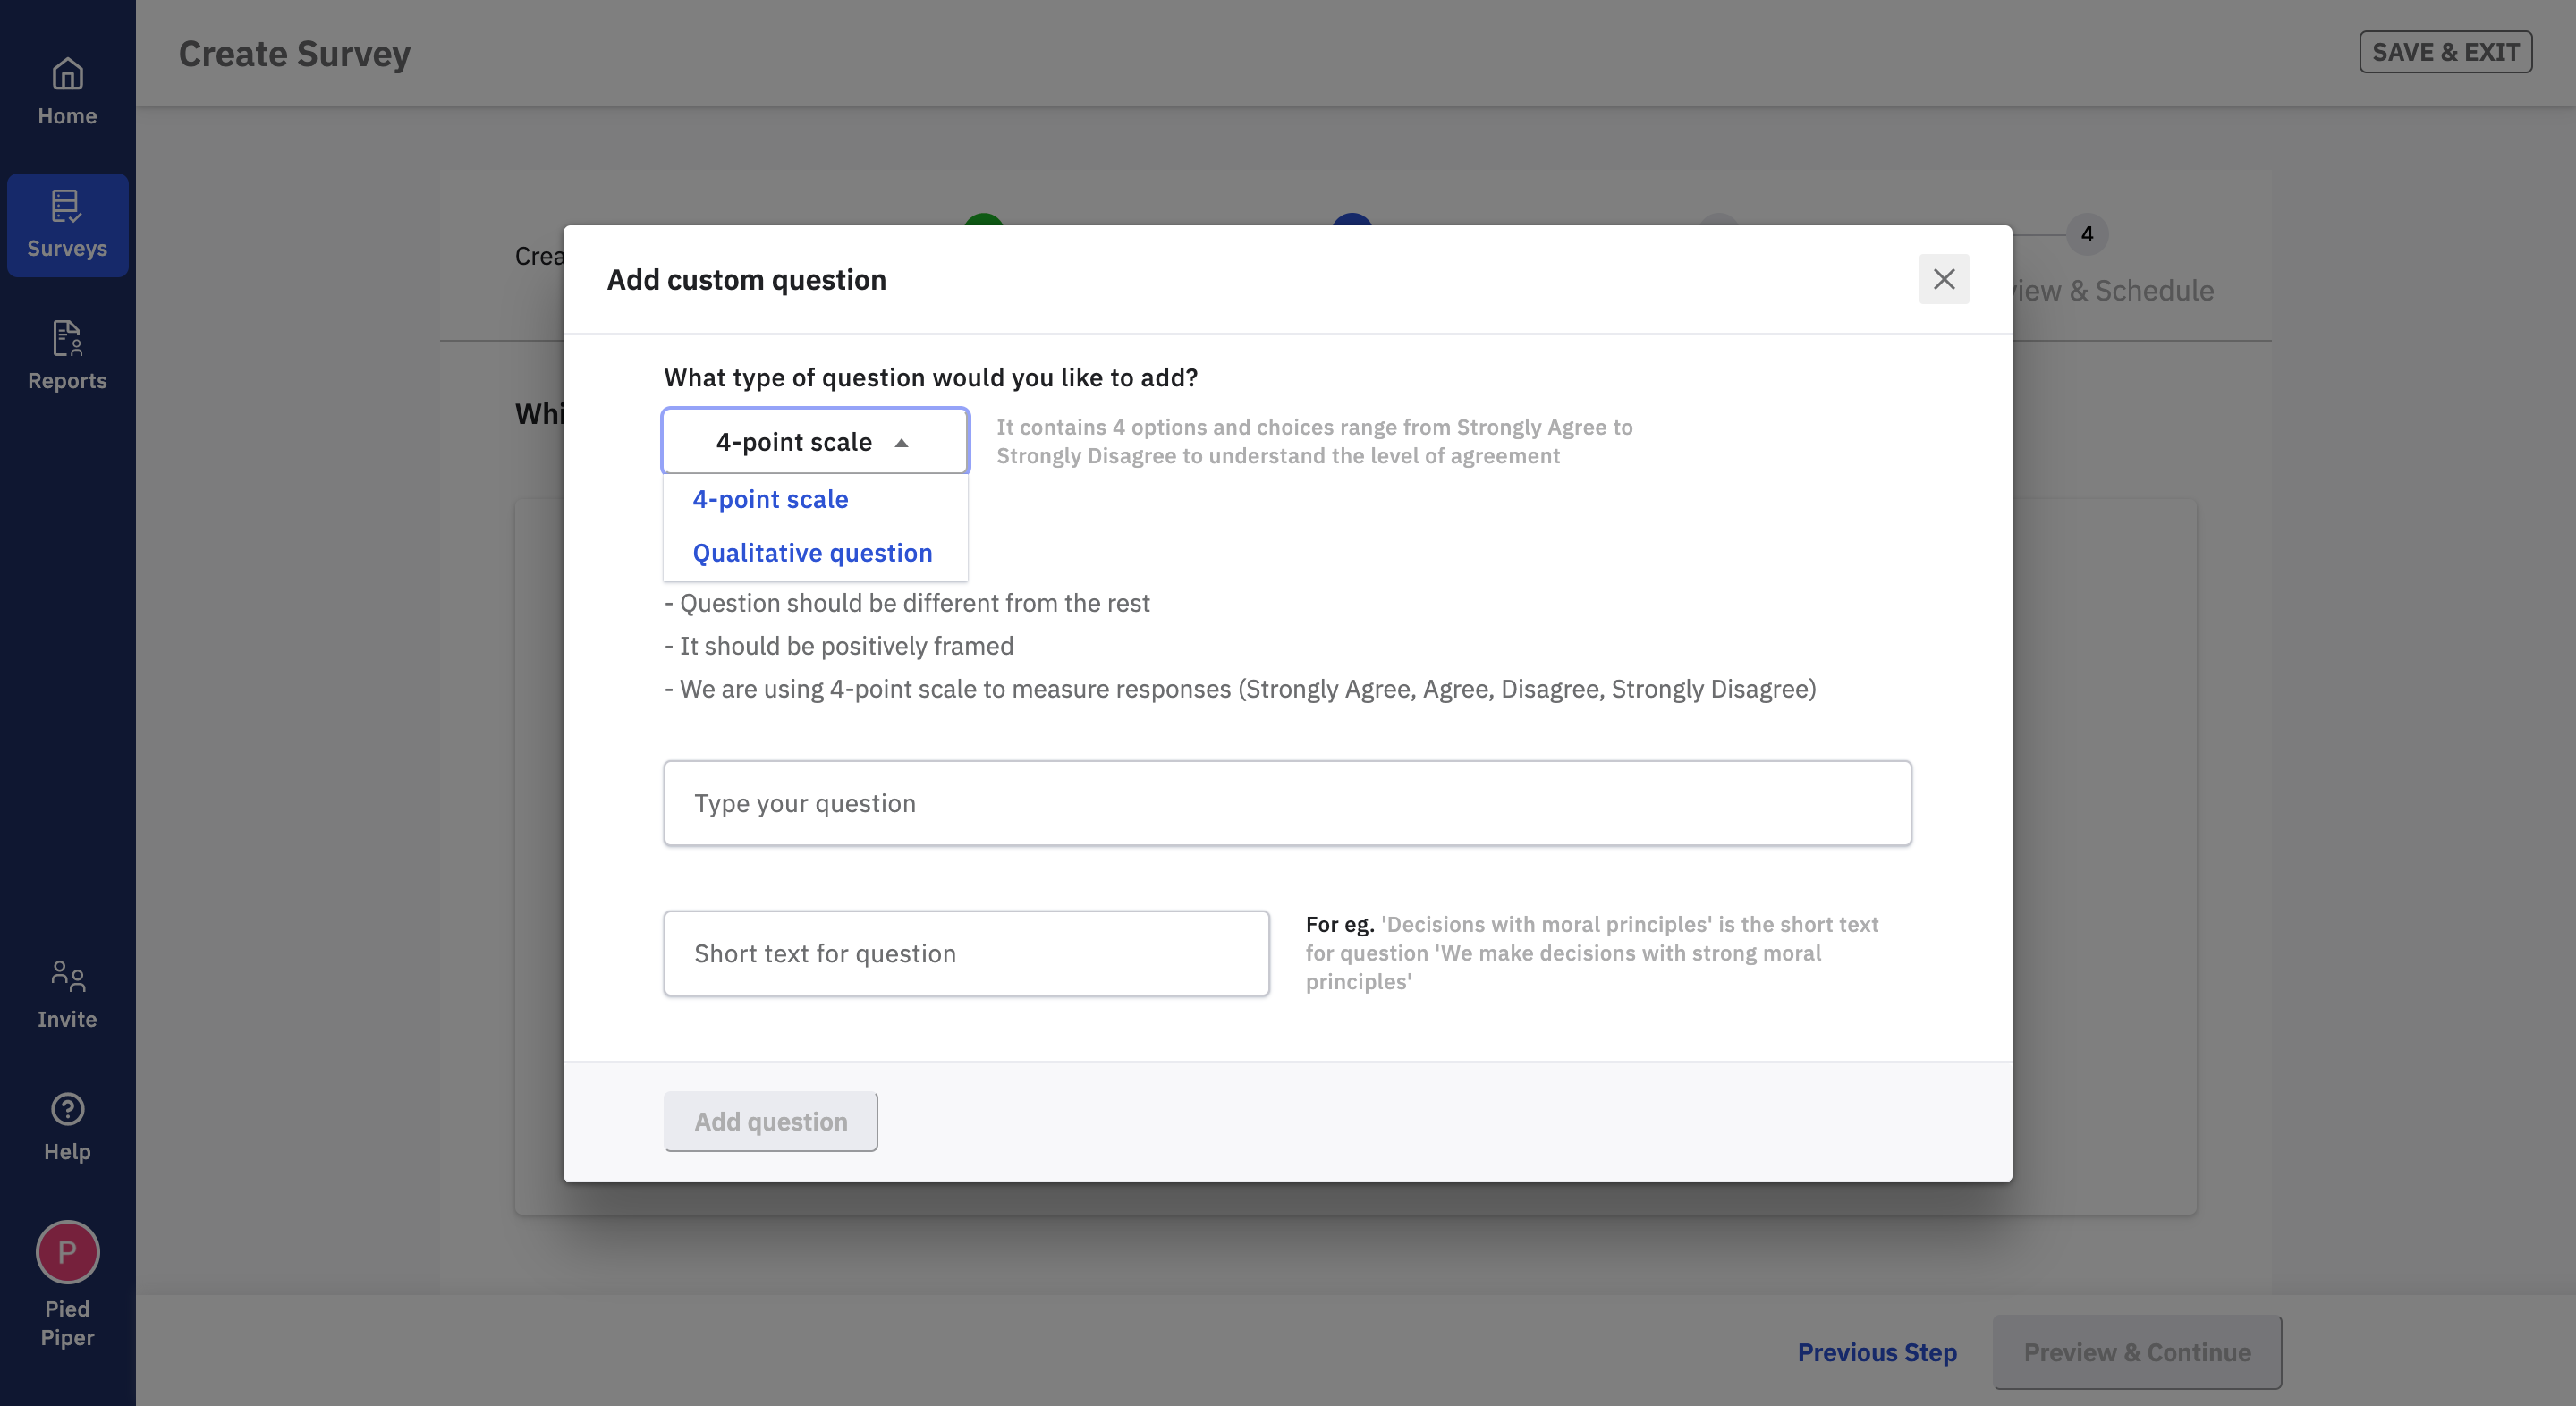 Home
Surveys
Reports
Invite
Help
P
Pied
Piper
Create Survey
SAVE & EXIT
4
& Schedule
Add custom question
What type of question would you like to add?
4-point scale
It contains 4 options and choices range from Strongly Agree to
Strongly Disagree to understand the level of agreement
4-point scale
Qualitative question
- Question should be different from the rest
- It should be positively framed
- We are using 4-point scale to measure responses (Strongly Agree, Agree, Disagree, Strongly Disagree)
Type your question
Short text for question
For eg. 'Decisions with moral principles' is the short text
for question 'We make decisions with strong moral
principles'
Add question
Previous Step
Preview & Continue